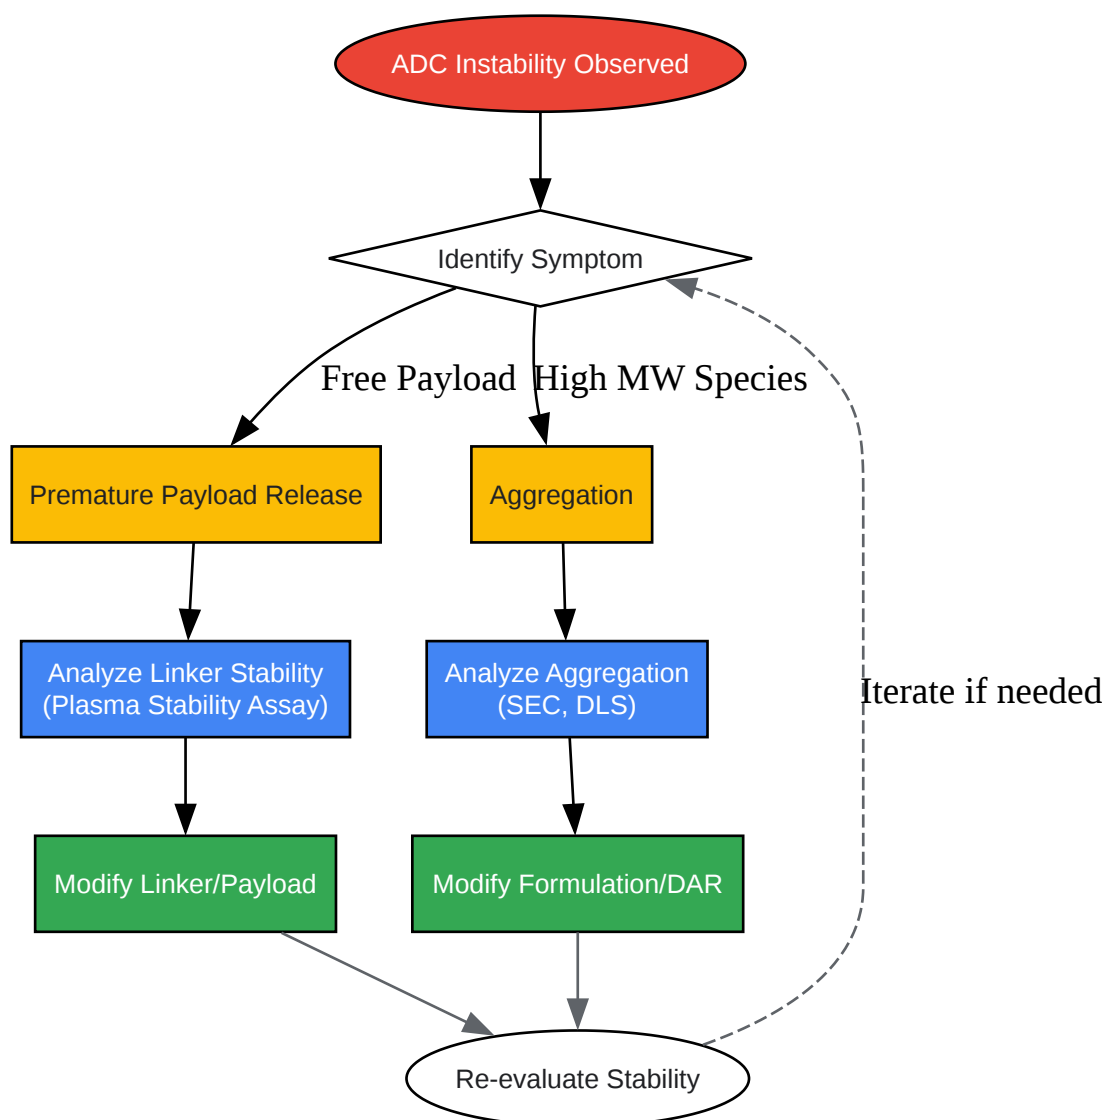 ADC Instability Observed
Identify Symptom
Free Payload
High MW Species
Premature Payload Release
Aggregation
Analyze Linker Stability
(Plasma Stability Assay)
Analyze Aggregation
(SEC, DLS)
Iterate if needed
Modify Linker/Payload
Modify Formulation/DAR
Re-evaluate Stability